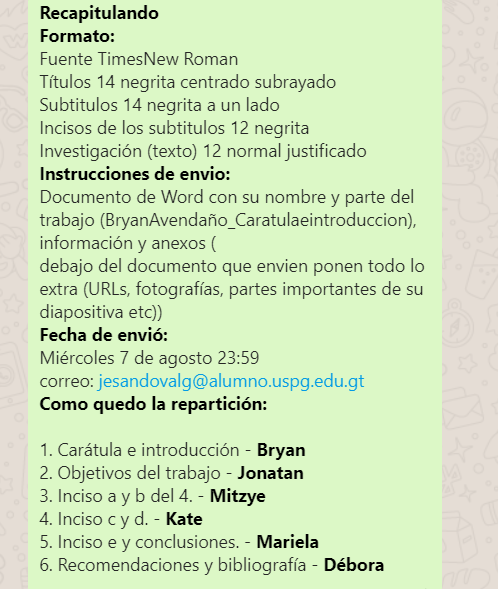 Recapitulando
Formato:
Fuente TimesNew Roman
Títulos 14 negrita centrado subrayado
Subtitulos 14 negrita a un lado
Incisos de los subtitulos 12 negrita
Investigación (texto) 12 normal justificado
Instrucciones de envio:
Documento de Word con su nombre y parte del
trabajo (BryanAvendaño_Caratulaeintroduccion),
información y anexos (
debajo del documento que envien ponen todo lo
extra (URLs, fotografías, partes importantes de su
diapositiva etc))
Fecha de envió:
Miércoles 7 de agosto 23:59
correo: jesandovalg@alumno.uspg.edu.gt
Como quedo la repartición:
1. Carátula e introducción - Bryan
2. Objetivos del trabajo - Jonatan
3. Inciso a y b del 4. - Mitzye
4. Inciso c y d. - Kate
5. Inciso e y conclusiones. - Mariela
6. Recomendaciones y bibliografía - Débora